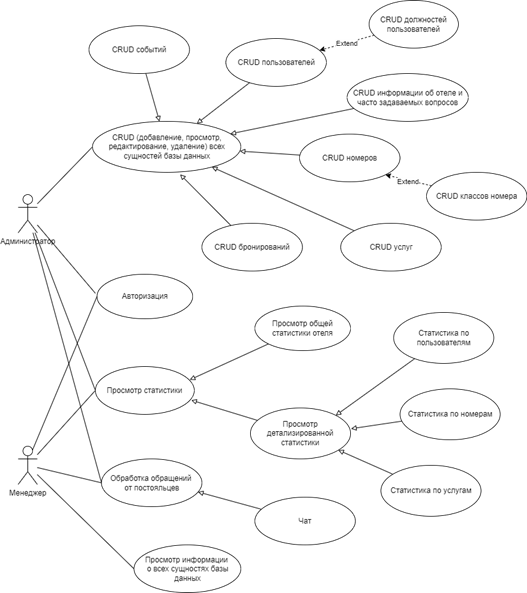 CRUD должностей
пользователей
CRUD событий
Extend
CRUD пользователей
CRUD информации об отеле и
часто задаваемых вопросов
CRUD (добавление, просмотр,
редактирование, удаление) всех
сущностей базы данных
CRUD номеров
Extend
CRUD классов номера
Администратор
CRUD бронирований
CRUD услуг
Авторизация
Просмотр общей
статистики отеля
Статистика по
пользователям
Просмотр статистики
Статистика по номерам
Просмотр
детализированной
статистики
Менеджер
Обработка обращений
от постояльцев
Статистика по услугам
Чат
Просмотр информации
о всех сущностях базы
данных